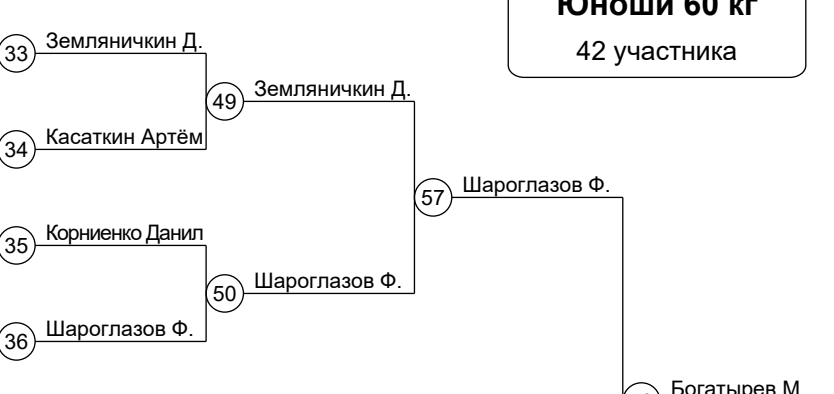 Юноши 60 кг
42 участника
33 Земляничкин Д.
49 Земляничкин Д.
34 Касаткин Артём
57 Шароглазов Ф.
35 Корниенко Данил
50 Шароглазов Ф.
36 Шароглазов Ф.
Богатырев М